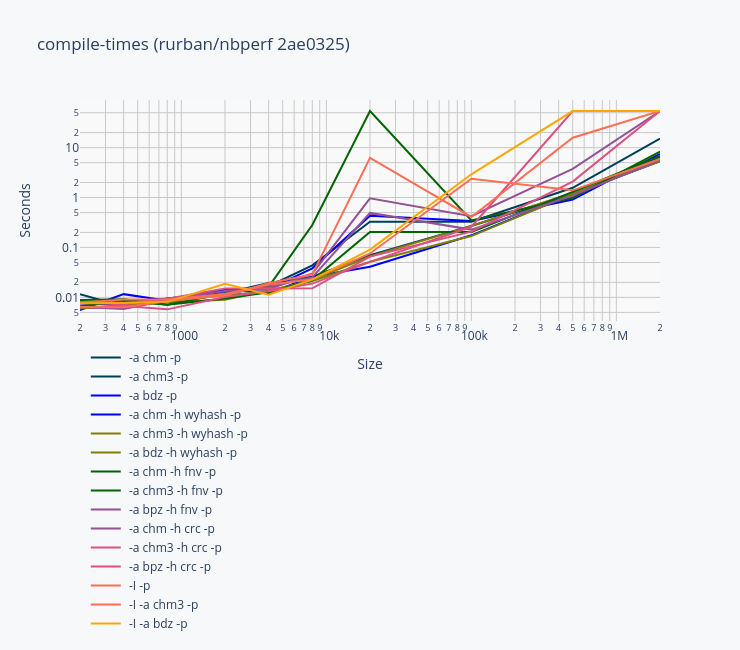 compile-times (rurban/nbperf 2ae0325)
Seconds
5
2
10
5
2
1
5
2
0.1
5
2
0.01
5
2 3 4 5 6 7 8 9 1000 2 3 4 5 6 7 8 9 10k 2 3 4 5 6 7 8 9 100k 2 3 4 5 6 7 8 9 1M 2
Size
-a chm -p
-a chm3 -p
-a bdz -p
-a chm -h wyhash -p
-a chm3 -h wyhash -p
-a bdz -h wyhash -p
-a chm -h fnv -p
-a chm3 -h fnv -p
-a bpz -h fnv -p
-a chm -h crc -p
-a chm3 -h crc -p
-a bpz -h crc -p
-I -p
-I -a chm3 -p
-I -a bdz -p